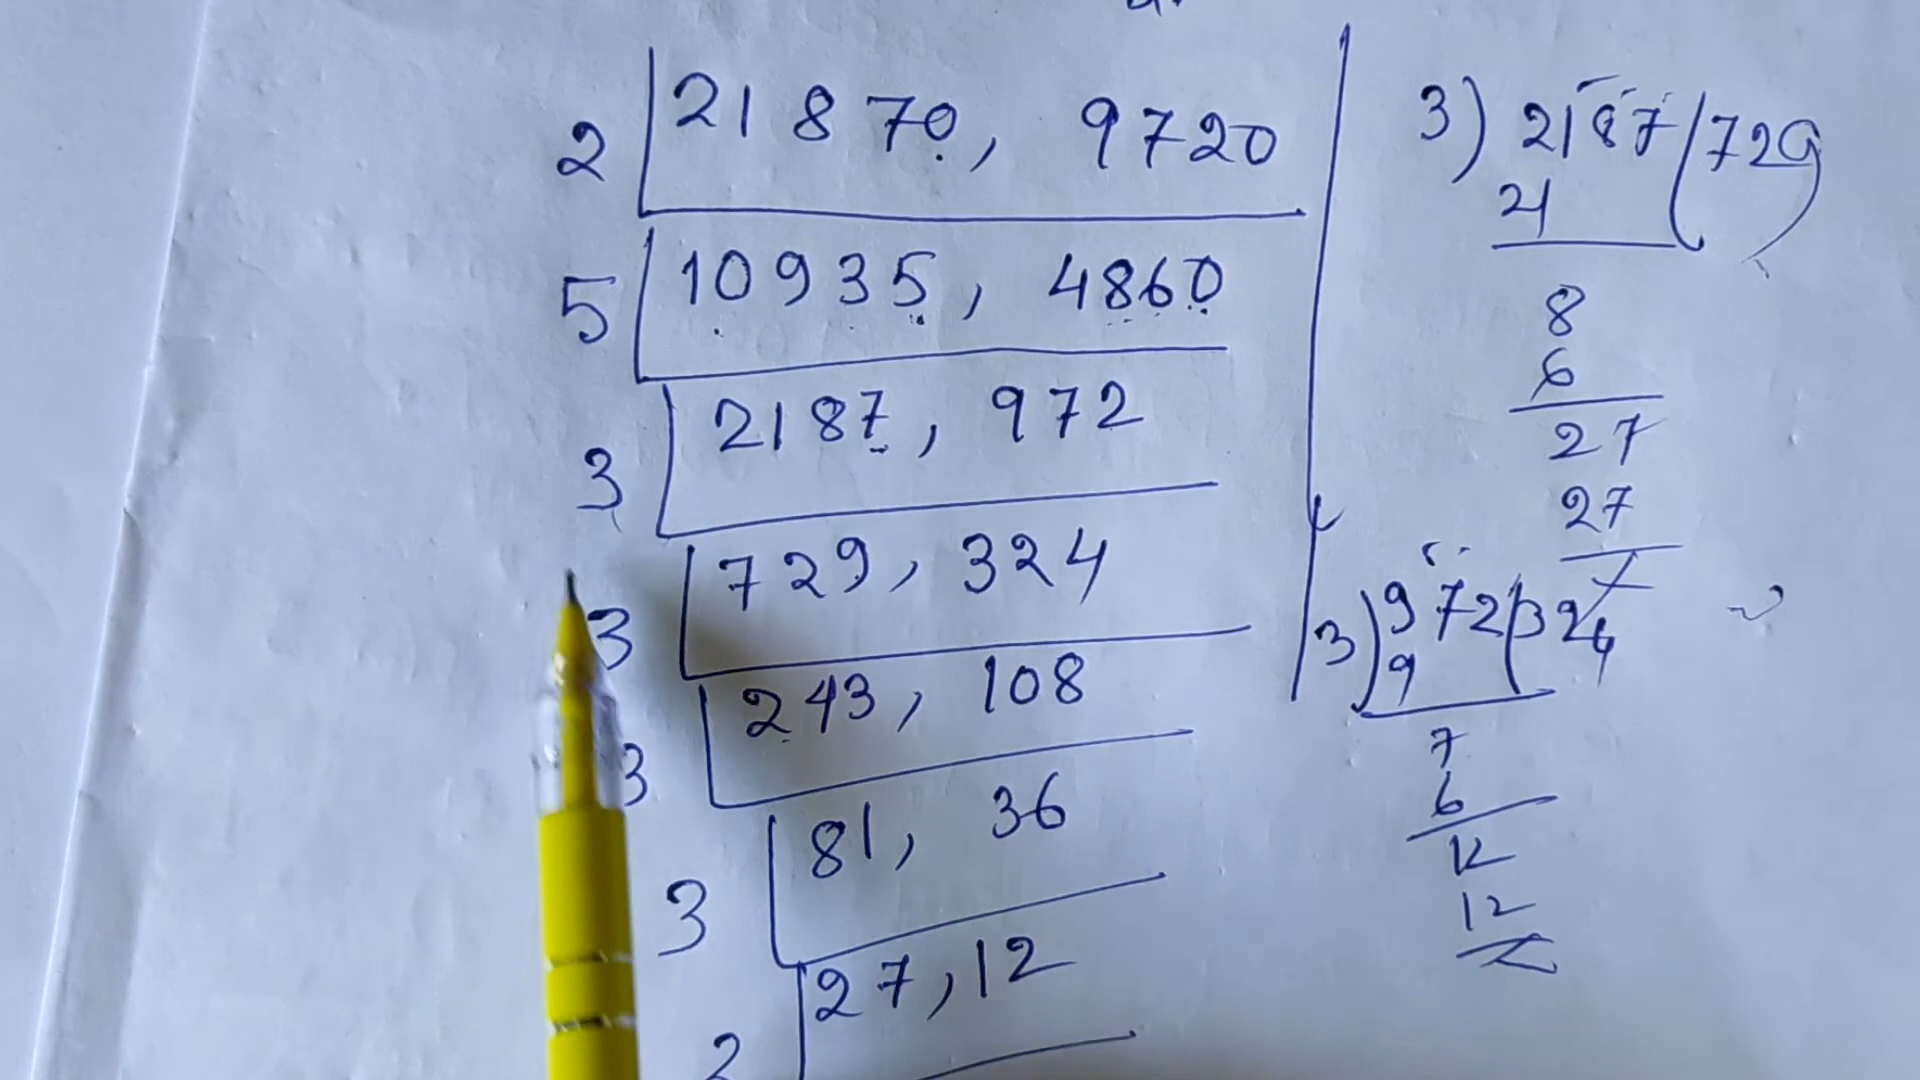 2 | 21870, 9720
5 | 10935, 4860
3 | 2187, 972
3 | 729, 324
3 | 243, 108
3 | 81, 36
27, 12
3) 2187 (729
21
8
6
27
27
3) 972 (324
9
7
6
12
12